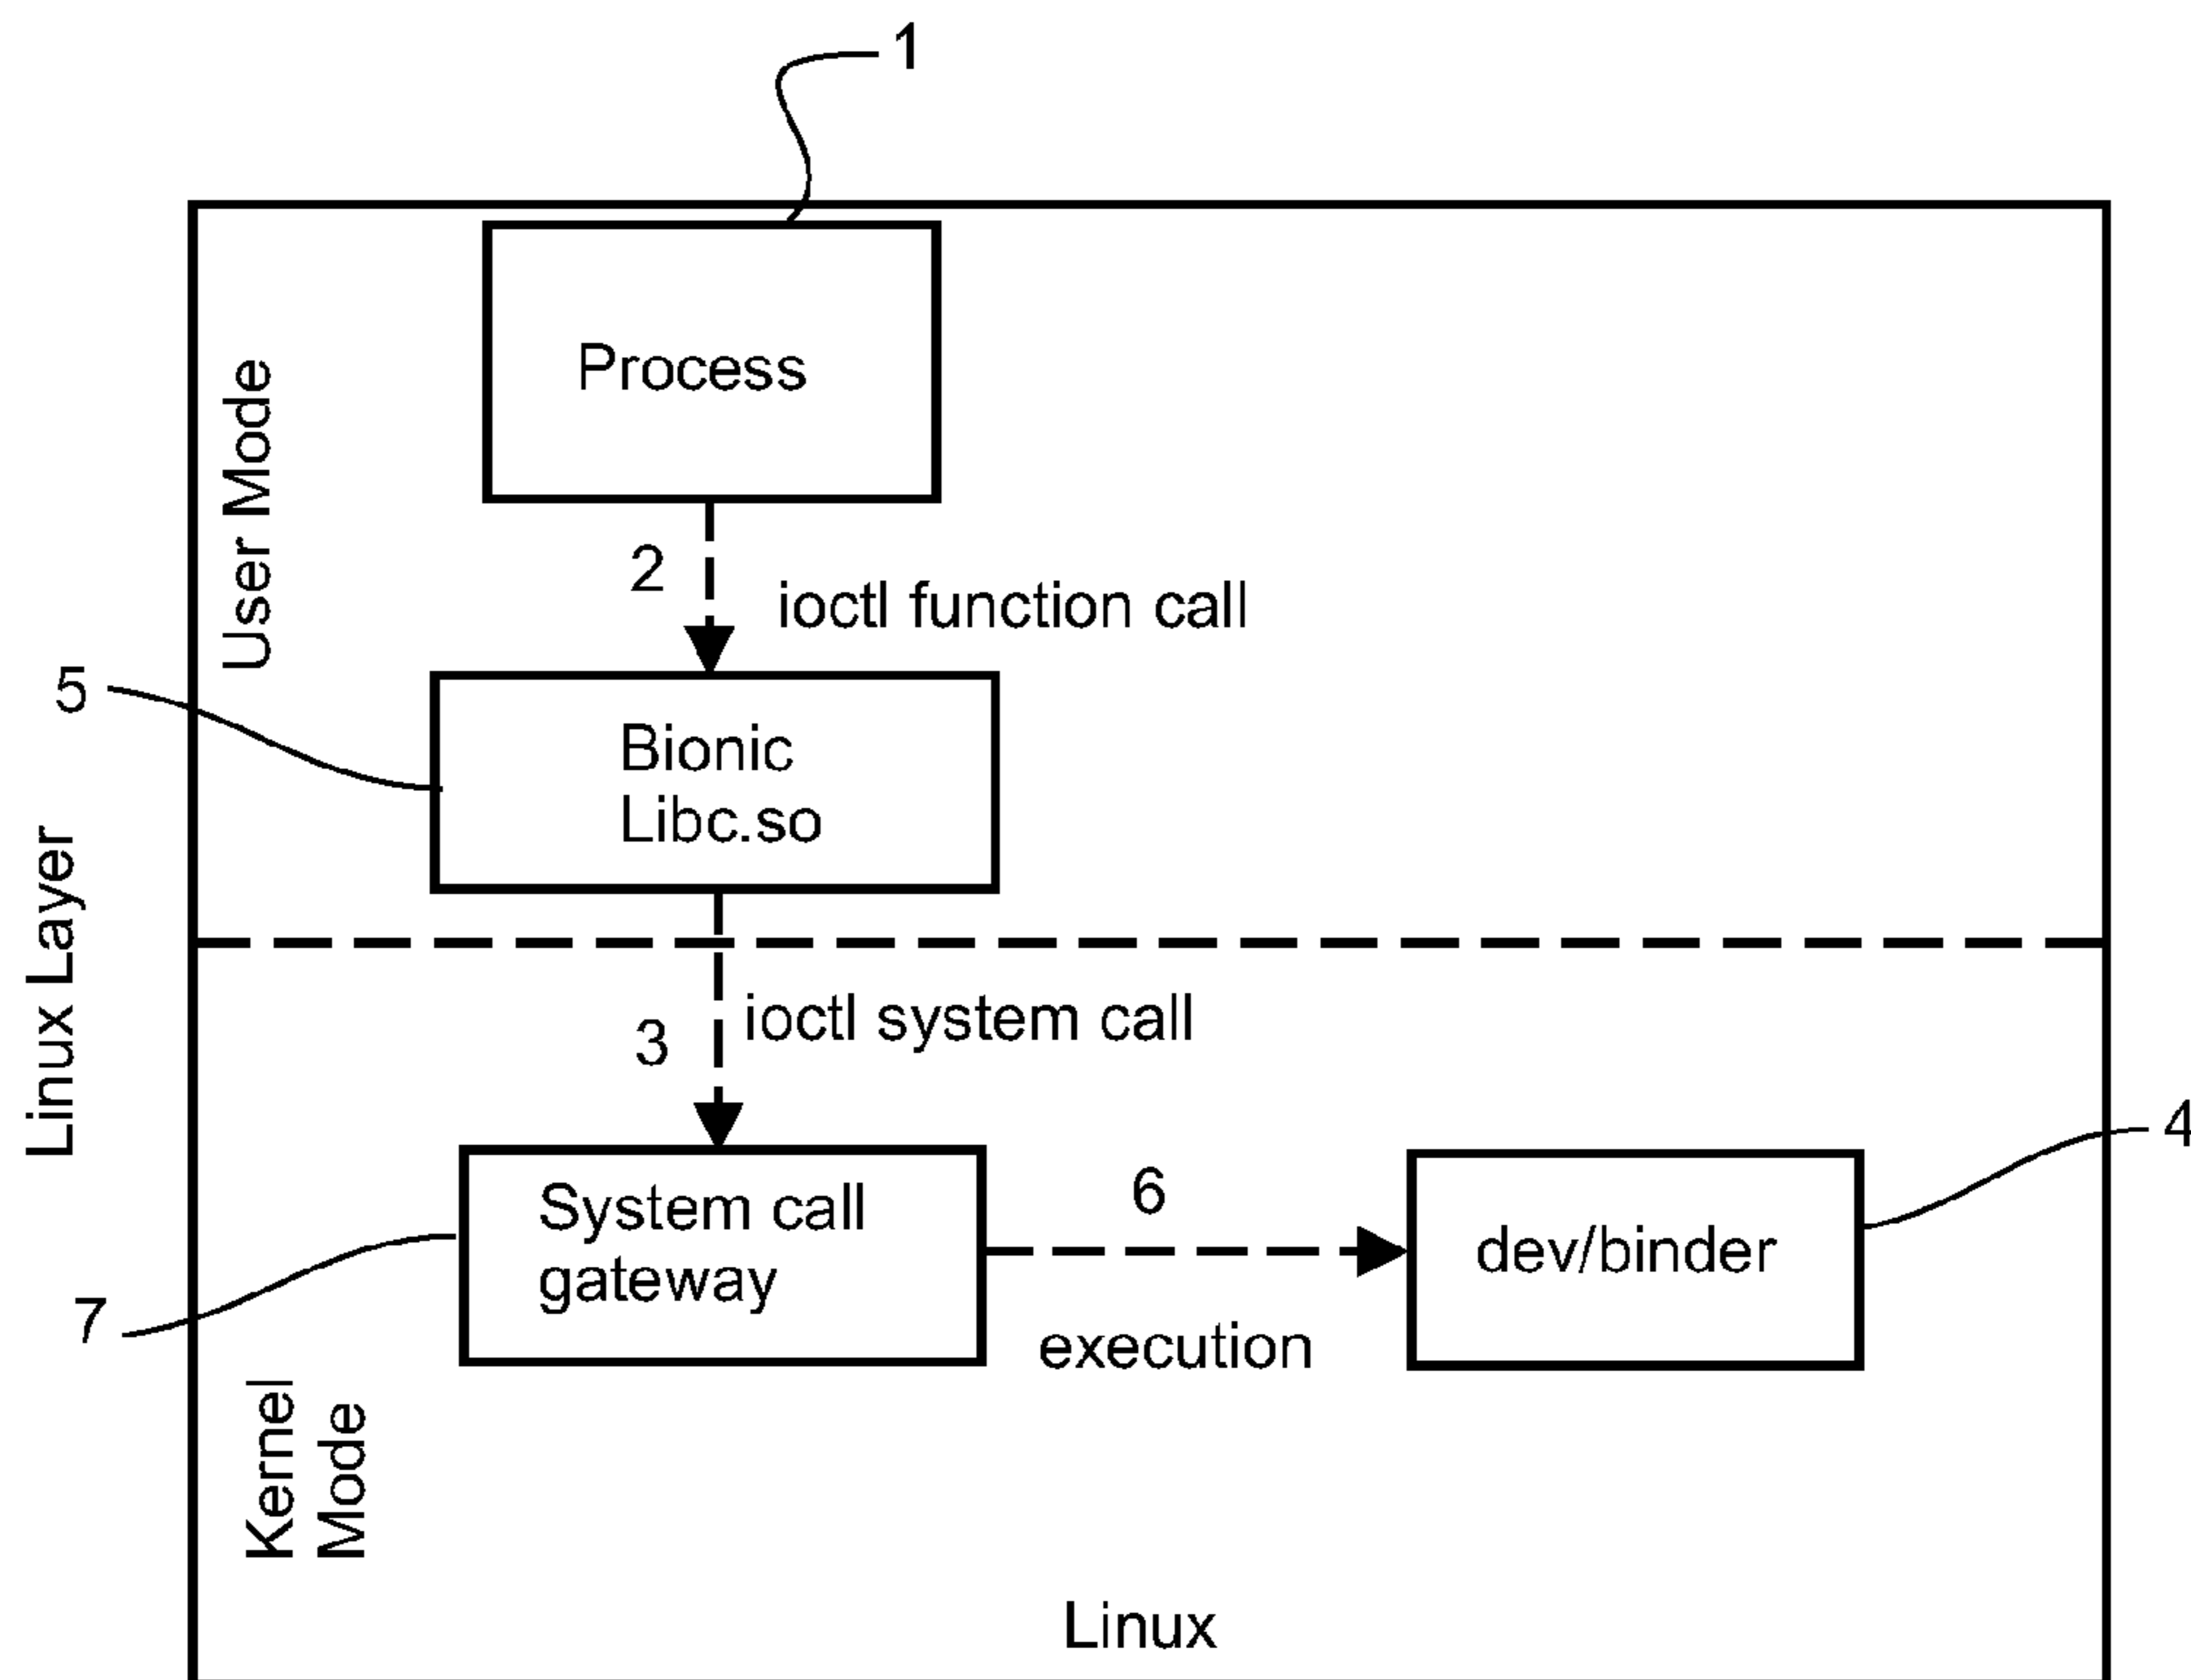 1
Process
User Mode
2
ioctl function call
5
Bionic
Libc.so
Linux Layer
3
ioctl system call
4
System call
gateway
6
execution
dev/binder
7
Kernel
Mode
Linux